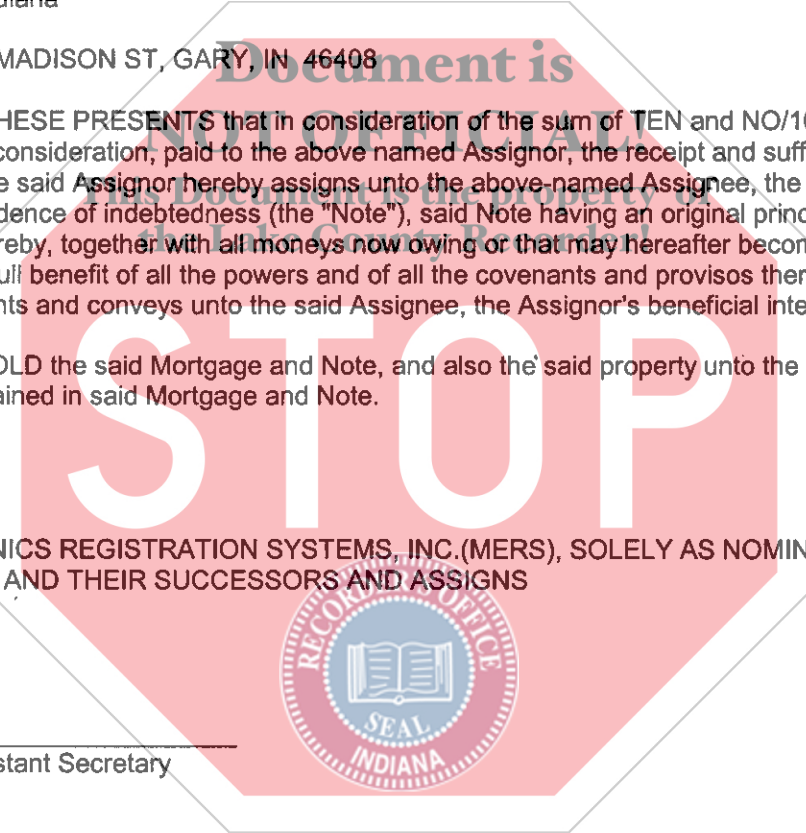 diana
MADISON ST, GARY, IN 46408
Document is
HESE PRESENTS that in consideration of the sum of TEN and NO/10
NOT OFFICIAL!
consideration, paid to the above named Assignor, the receipt and suff
e said Assignor hereby assigns unto the above-named Assignee, the
This Document is the property of
dence of indebtedness (the "Note"), said Note having an original princ
reby, together with all moneys now owing or that may hereafter becom
the Lake County Recorder!
ull benefit of all the powers and of all the covenants and provisos ther
nts and conveys unto the said Assignee, the Assignor's beneficial inte
OLD the said Mortgage and Note, and also the said property unto the
ained in said Mortgage and Note.
STOP
NICS REGISTRATION SYSTEMS, INC.(MERS), SOLELY AS NOMIN
AND THEIR SUCCESSORS AND ASSIGNS
RECORDER'S OFFICE
SEAL
INDIANA
stant Secretary